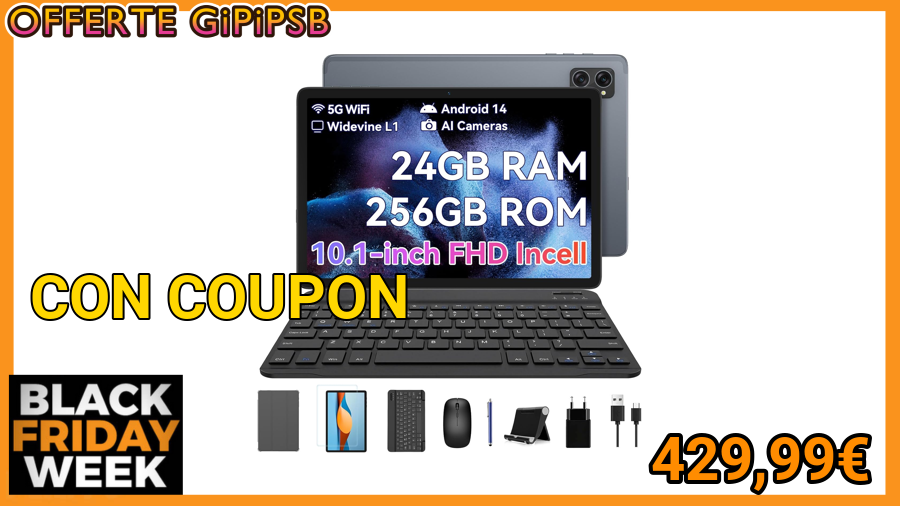 OFFERTE GiPiPSB
5G WiFi
Android 14
Widevine L1
AI Cameras
24GB RAM
256GB ROM
10.1-inch FHD Incell
CON COUPON
BLACK
FRIDAY
WEEK
429,99€